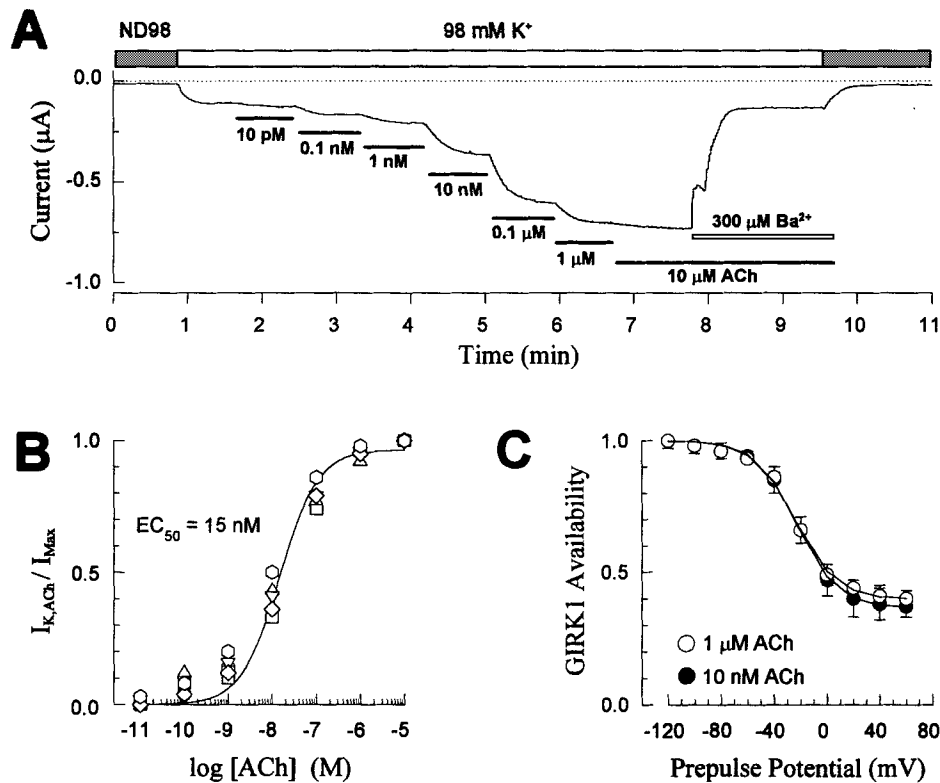 A
ND98
98 mM K⁺
0.0
-0.5
-1.0
Current (µA)
10 pM
0.1 nM
1 nM
10 nM
0.1 µM
1 µM
300 µM Ba²⁺
10 µM ACh
0 1 2 3 4 5 6 7 8 9 10 11
Time (min)
B
1.0
0.5
0.0
I_K,ACh / I_Max
EC₅₀ = 15 nM
-11 -10 -9 -8 -7 -6 -5
log [ACh] (M)
C
1.0
0.5
0.0
GIRK1 Availability
1 µM ACh
10 nM ACh
-120 -80 -40 0 40 80
Prepulse Potential (mV)